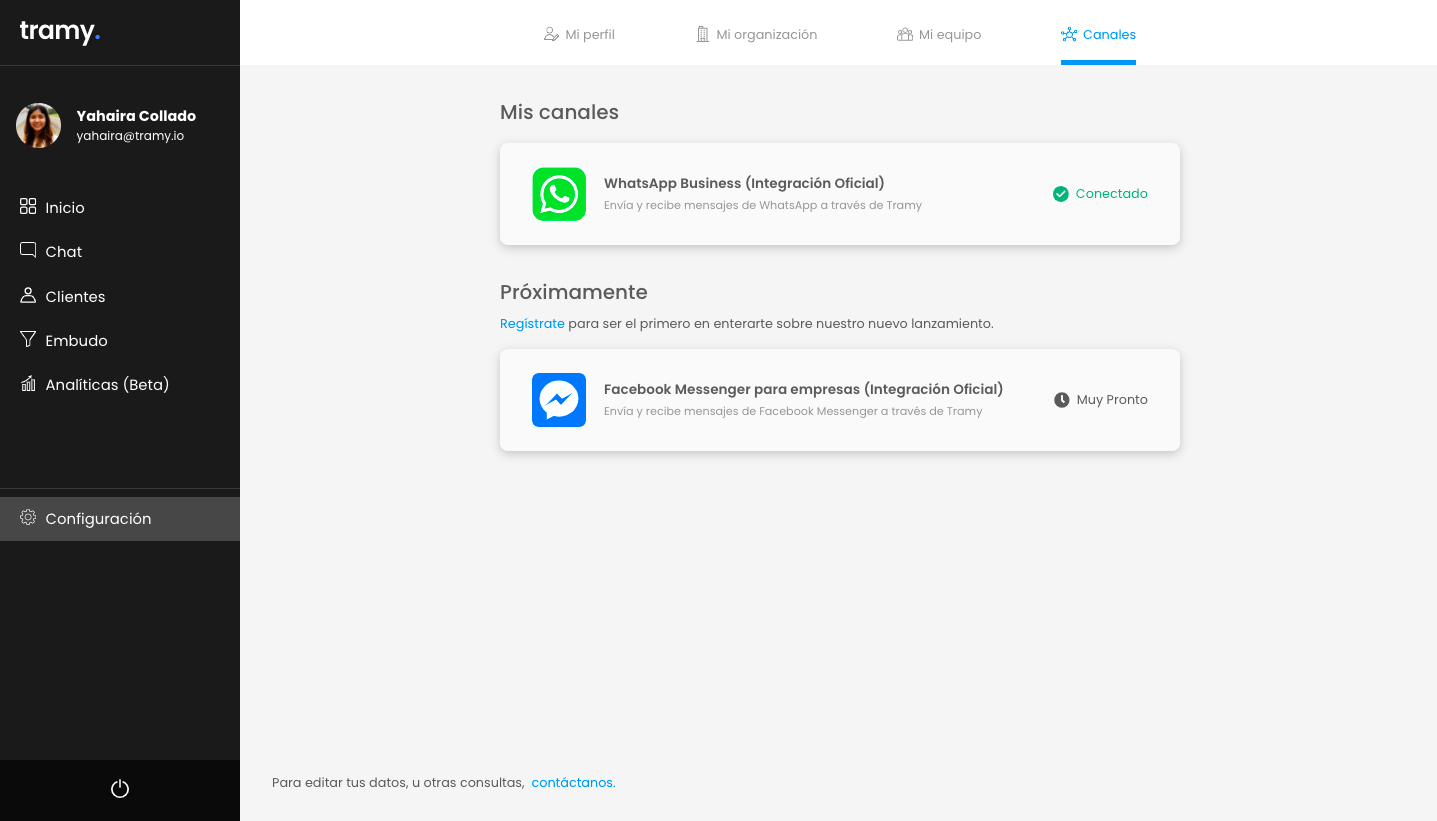 tramy.
Mi perfil
Mi organización
Mi equipo
Canales
Yahaira Collado
yahaira@tramy.io
Inicio
Chat
Clientes
Embudo
Analíticas (Beta)
Configuración
Mis canales
WhatsApp Business (Integración Oficial)
Envía y recibe mensajes de WhatsApp a través de Tramy
Conectado
Próximamente
Regístrate para ser el primero en enterarte sobre nuestro nuevo lanzamiento.
Facebook Messenger para empresas (Integración Oficial)
Envía y recibe mensajes de Facebook Messenger a través de Tramy
Muy Pronto
Para editar tus datos, u otras consultas, contáctanos.